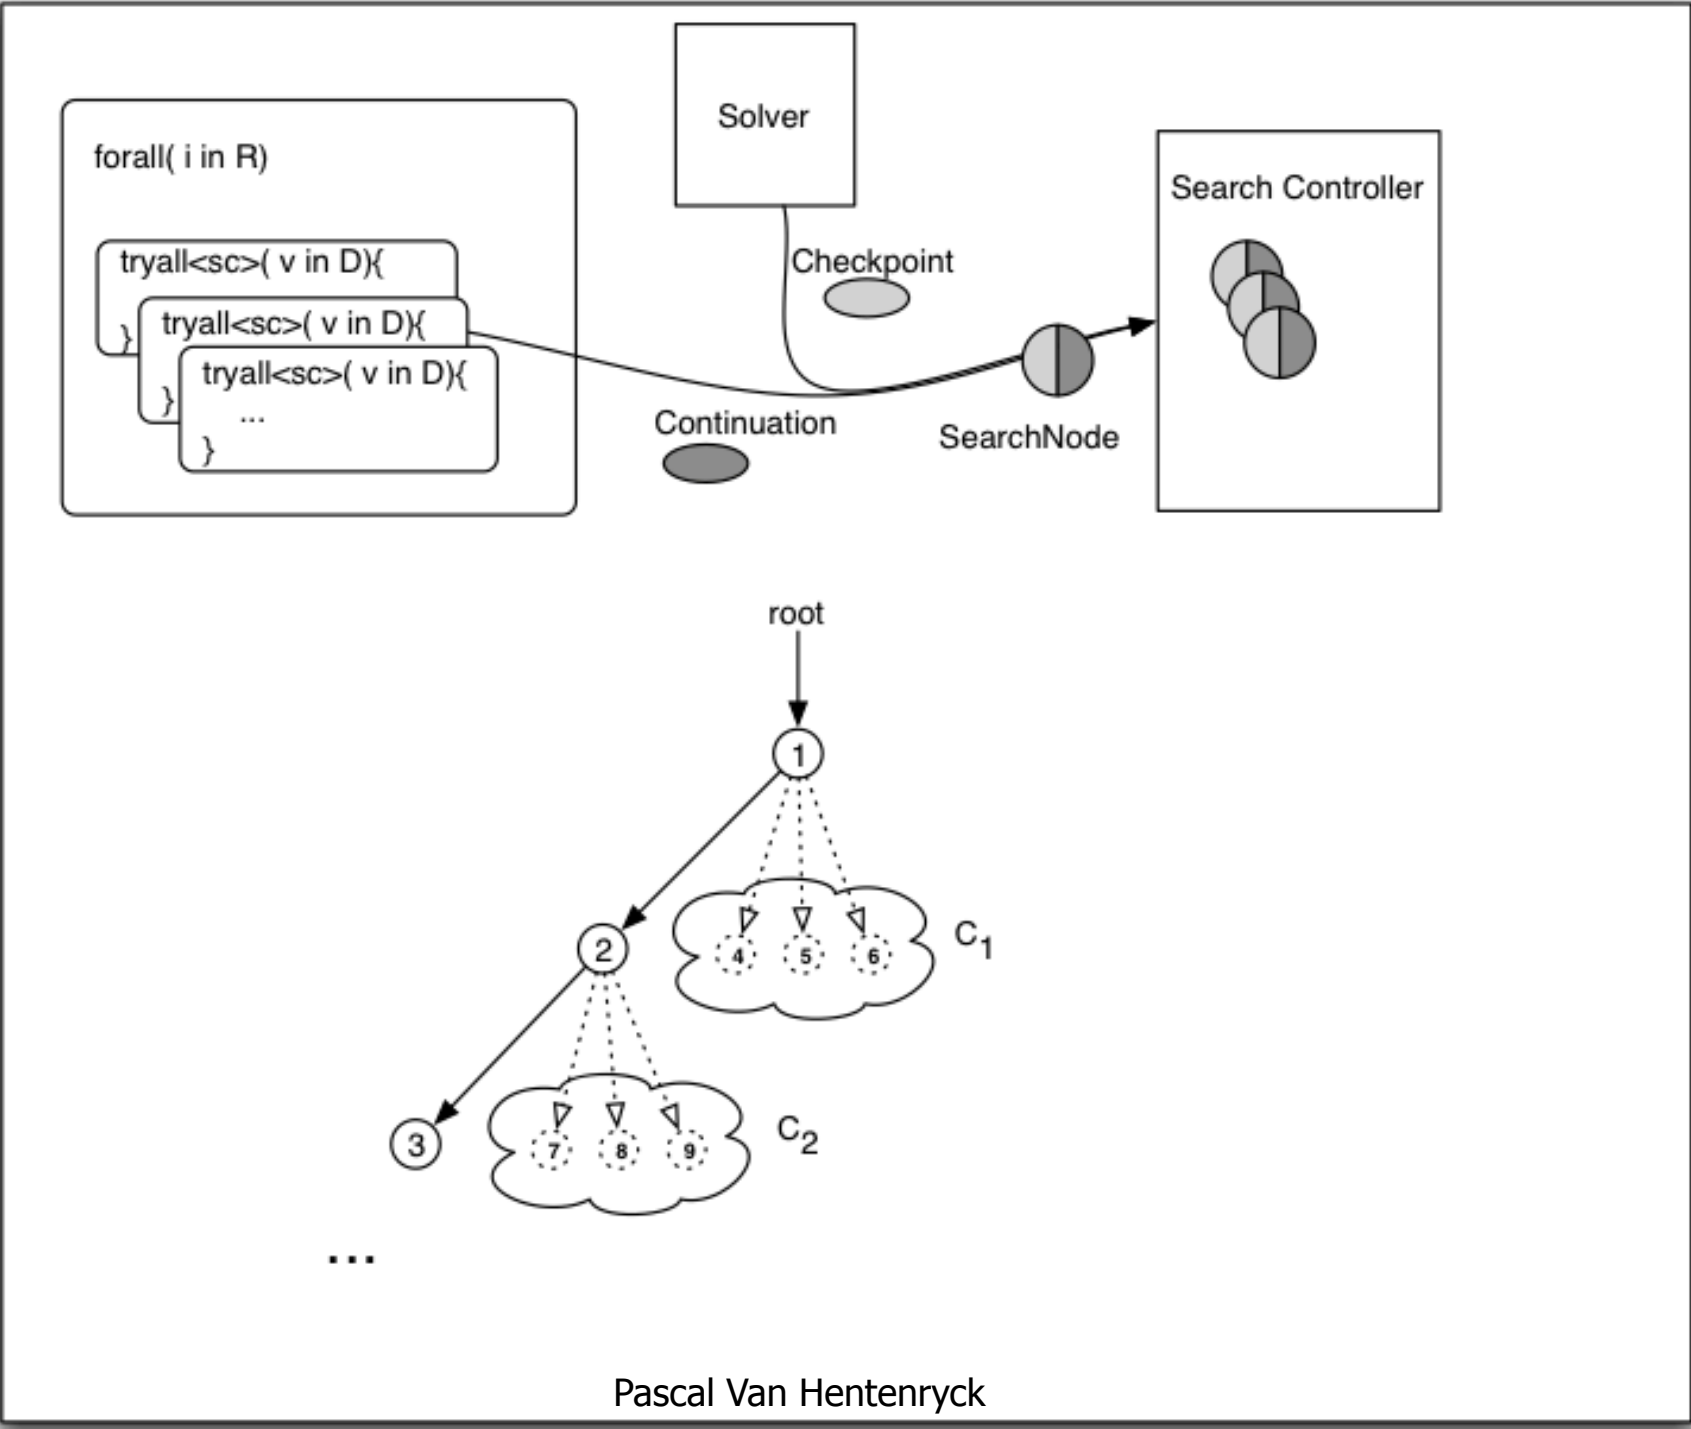 Solver
forall( i in R)
Search Controller
tryall<sc>( v in D){
}
tryall<sc>( v in D){
}
tryall<sc>( v in D){
...
}
Checkpoint
Continuation
SearchNode
root
1
2
4 5 6
C1
3
7 8 9
C2
...
Pascal Van Hentenryck